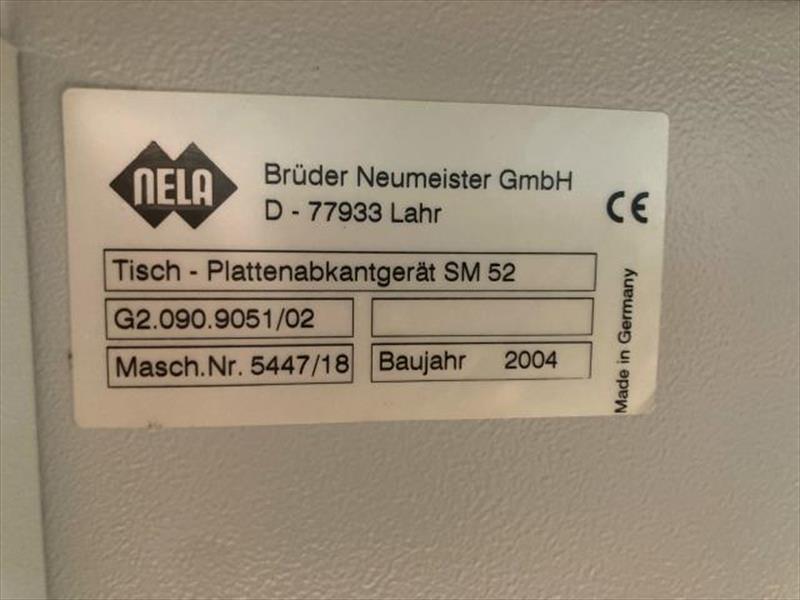 NELA
Brüder Neumeister GmbH
D - 77933 Lahr
CE
Tisch - Plattenabkantgerät SM 52
G2.090.9051/02
Masch.Nr. 5447/18
Baujahr 2004
Made in Germany